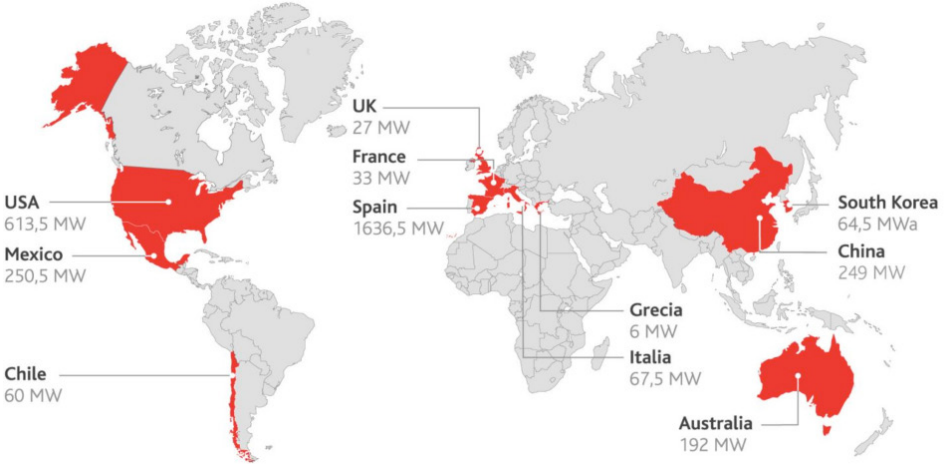 UK
27 MW
France
33 MW
Spain
1636,5 MW
USA
613,5 MW
Mexico
250,5 MW
Chile
60 MW
South Korea
64,5 MWa
China
249 MW
Grecia
6 MW
Italia
67,5 MW
Australia
192 MW